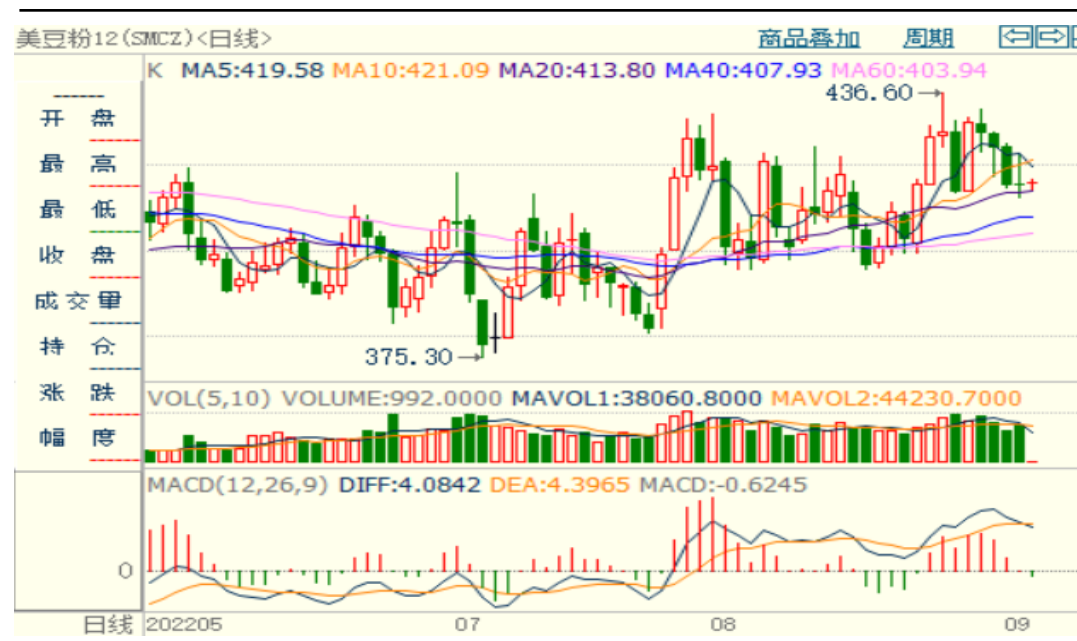 美豆粉12(SMCZ)<日线> 商品叠加 周期
K MA5:419.58 MA10:421.09 MA20:413.80 MA40:407.93 MA60:403.94
436.60
开 盘
最 高
最 低
收 盘
成交量
持 仓
涨 跌
幅 度
375.30
VOL(5,10) VOLUME:992.0000 MAVOL1:38060.8000 MAVOL2:44230.7000
MACD(12,26,9) DIFF:4.0842 DEA:4.3965 MACD:-0.6245
0
日线 202205 07 08 09